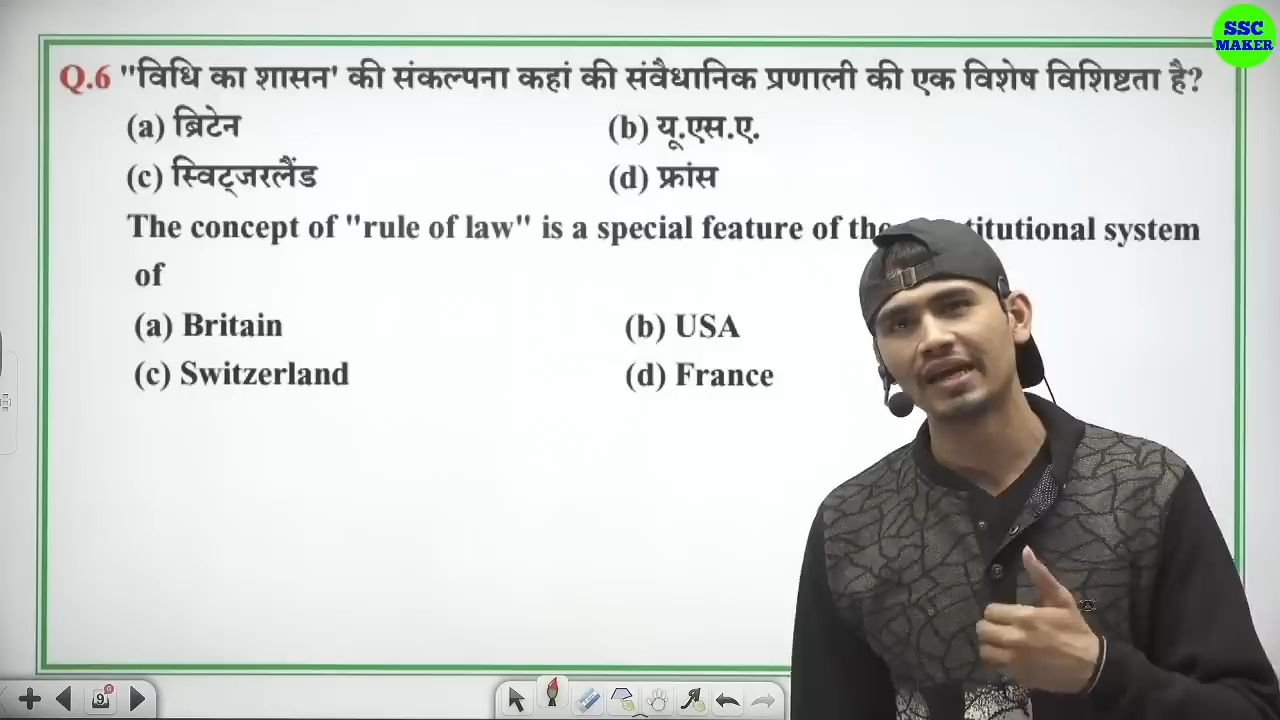 SSC
MAKER
Q.6 "विधि का शासन' की संकल्पना कहां की संवैधानिक प्रणाली की एक विशेष विशिष्टता है?
(a) ब्रिटेन (b) यू.एस.ए.
(c) स्विट्जरलैंड (d) फ्रांस
The concept of "rule of law" is a special feature of the system
of
(a) Britain (b) USA
(c) Switzerland (d) France
9